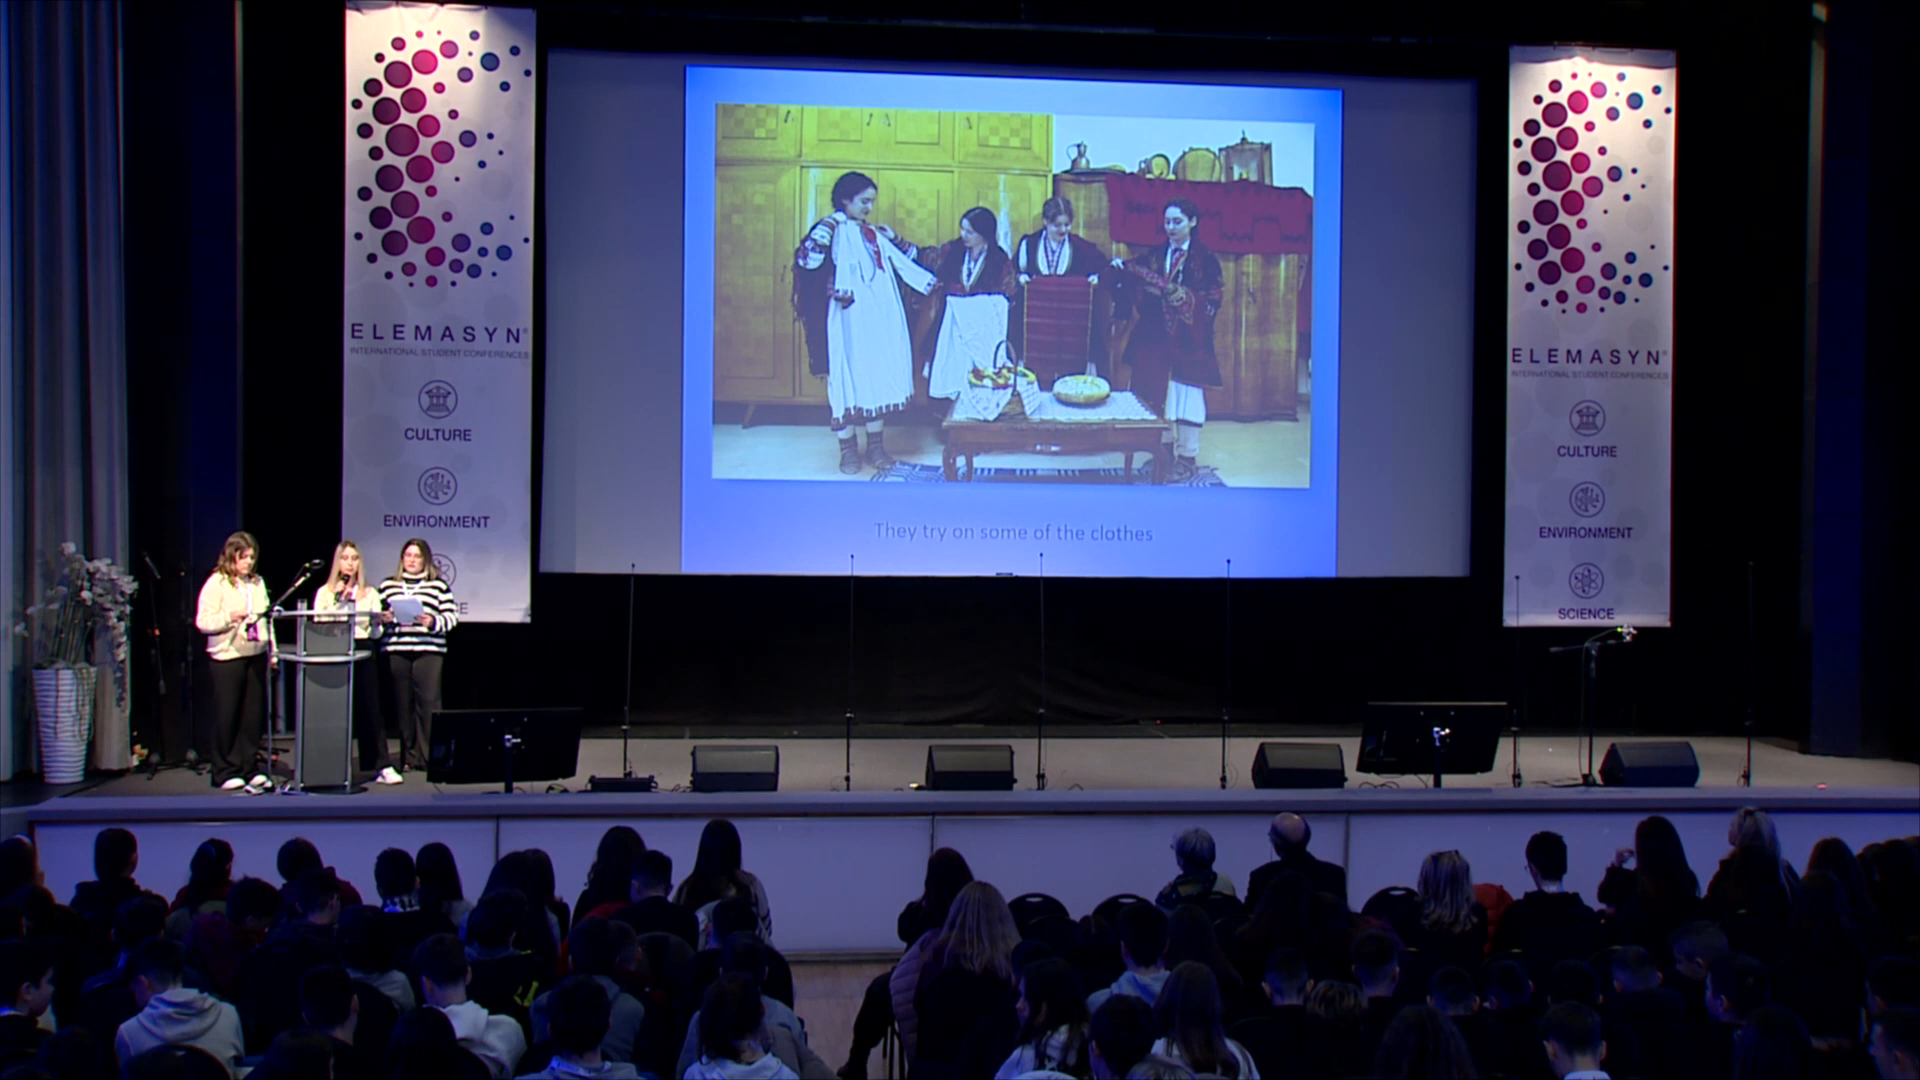 ELEMASYN®
INTERNATIONAL STUDENT CONFERENCES
CULTURE
ENVIRONMENT
CE
They try on some of the clothes
ELEMASYN®
INTERNATIONAL STUDENT CONFERENCES
CULTURE
ENVIRONMENT
SCIENCE